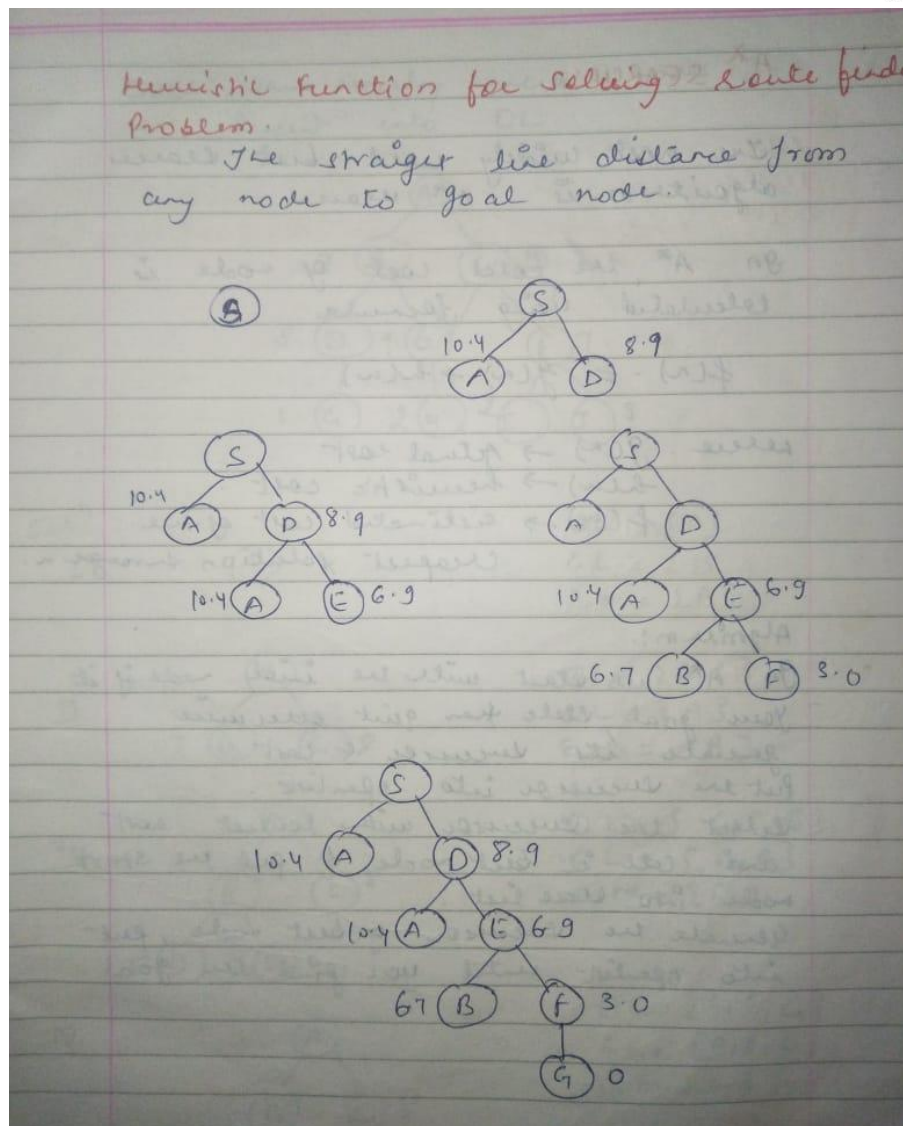 Heuristic Function for solving route find
Problem.
The straight line distance from
any node to goal node.
S
S
10.4 8.9
A D
S
S
10.4
A D 8.9
A D
10.4 A E 6.9
10.4 A E 6.9
6.7 B F 3.0
S
10.4 A D 8.9
10.4 A E 6.9
6.7 B F 3.0
G 0